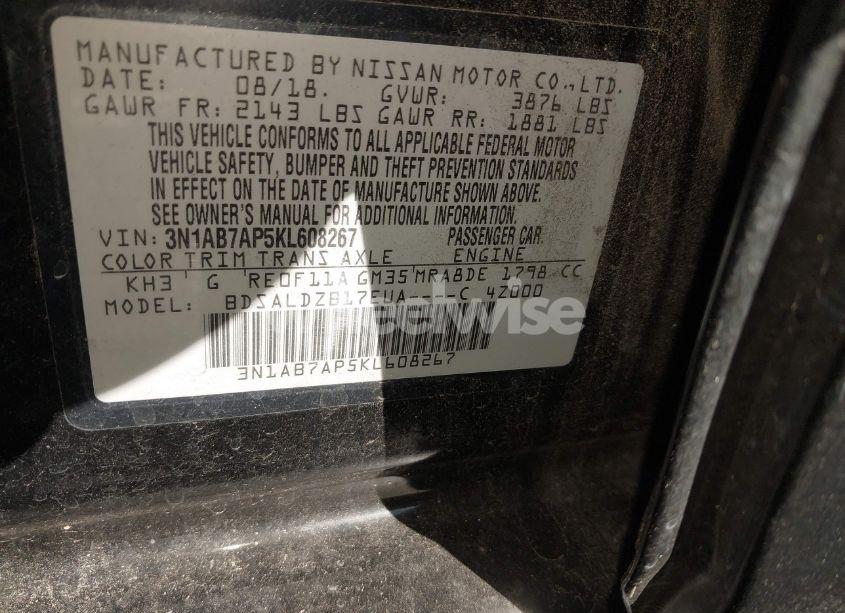 MANUFACTURED BY NISSAN MOTOR CO., LTD.
DATE: 08/18. GVWR: 3876 LBS
GAWR FR: 2143 LBS GAWR RR: 1881 LBS
THIS VEHICLE CONFORMS TO ALL APPLICABLE FEDERAL MOTOR
VEHICLE SAFETY, BUMPER AND THEFT PREVENTION STANDARDS
IN EFFECT ON THE DATE OF MANUFACTURE SHOWN ABOVE.
SEE OWNER'S MANUAL FOR ADDITIONAL INFORMATION.
VIN: 3N1AB7AP5KL608267 PASSENGER CAR.
COLOR TRIM TRANS AXLE ENGINE
KH3 G RE0F11A GM35 MRA8DE 1798 CC
MODEL: BDSALDZB17EUA----C 4Z000
3N1AB7AP5KL608267